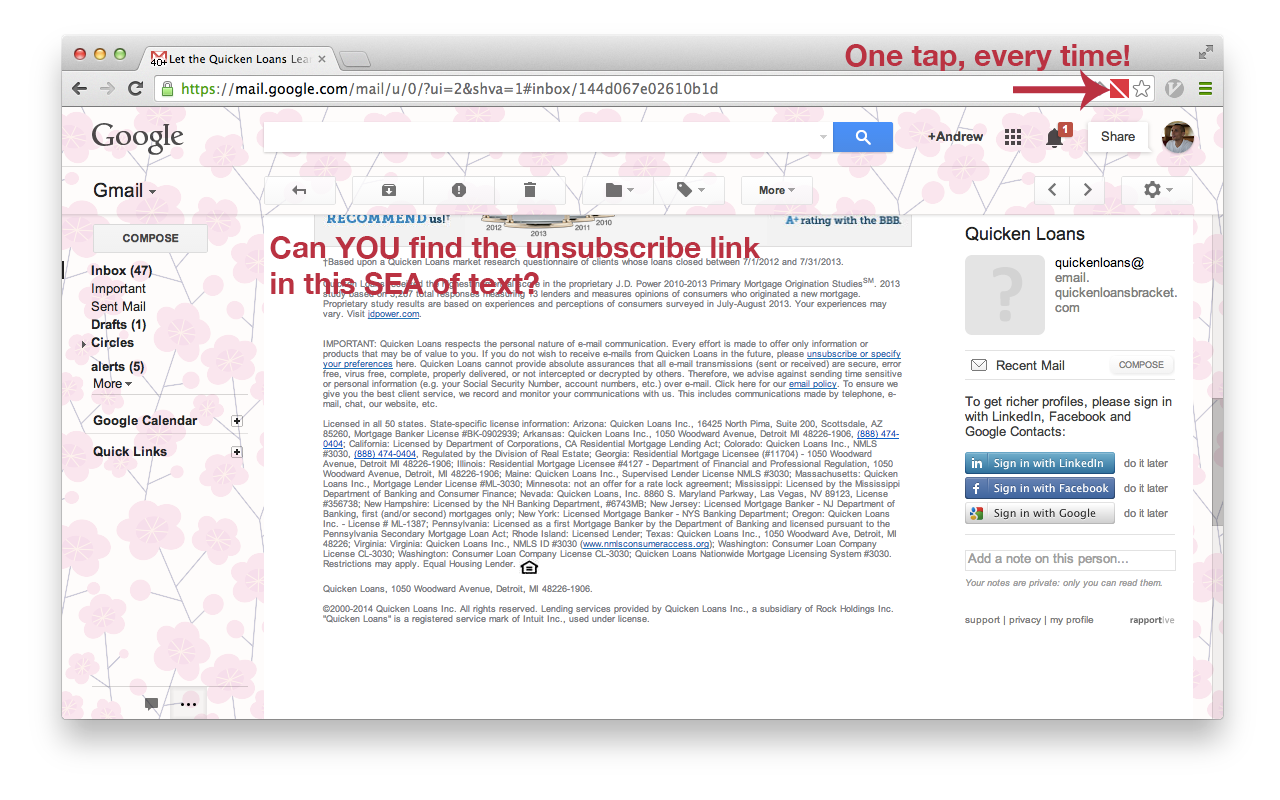 Let the Quicken Loans Lea
40+
One tap, every time!
https://mail.google.com/mail/u/0/?ui=2&shva=1#inbox/144d067e02610b1d
Google
+Andrew
1
Share
Gmail
More
RECOMMEND us!†
2012
2013
2011
2010
A+ rating with the BBB.
COMPOSE
Inbox (47)
Important
Sent Mail
Drafts (1)
Circles
alerts (5)
More
Google Calendar
Quick Links
Can YOU find the unsubscribe link
in this SEA of text?
†Based upon a Quicken Loans market research questionnaire of clients whose loans closed between 7/1/2012 and 7/31/2013.
Quicken Loans received the highest numerical score in the proprietary J.D. Power 2010-2013 Primary Mortgage Origination StudiesSM. 2013
study based on total responses measuring 13 lenders and measures opinions of consumers who originated a new mortgage.
Proprietary study results are based on experiences and perceptions of consumers surveyed in July-August 2013. Your experiences may
vary. Visit jdpower.com.
IMPORTANT: Quicken Loans respects the personal nature of e-mail communication. Every effort is made to offer only information or
products that may be of value to you. If you do not wish to receive e-mails from Quicken Loans in the future, please unsubscribe or specify
your preferences here. Quicken Loans cannot provide absolute assurances that all e-mail transmissions (sent or received) are secure, error
free, virus free, complete, properly delivered, or not intercepted or decrypted by others. Therefore, we advise against sending time sensitive
or personal information (e.g. your Social Security Number, account numbers, etc.) over e-mail. Click here for our email policy. To ensure we
give you the best client service, we record and monitor your communications with us. This includes communications made by telephone, e-
mail, chat, our website, etc.
Licensed in all 50 states. State-specific license information: Arizona: Quicken Loans Inc., 16425 North Pima, Suite 200, Scottsdale, AZ
85260, Mortgage Banker License #BK-0902939; Arkansas: Quicken Loans Inc., 1050 Woodward Avenue, Detroit MI 48226-1906, (888) 474-
0404; California: Licensed by Department of Corporations, CA Residential Mortgage Lending Act; Colorado: Quicken Loans Inc., NMLS
#3030, (888) 474-0404, Regulated by the Division of Real Estate; Georgia: Residential Mortgage Licensee (#11704) - 1050 Woodward
Avenue, Detroit MI 48226-1906; Illinois: Residential Mortgage Licensee #4127 - Department of Financial and Professional Regulation, 1050
Woodward Avenue, Detroit, MI 48226-1906; Maine: Quicken Loans Inc., Supervised Lender License NMLS #3030; Massachusetts: Quicken
Loans Inc., Mortgage Lender License #ML-3030; Minnesota: not an offer for a rate lock agreement; Mississippi: Licensed by the Mississippi
Department of Banking and Consumer Finance; Nevada: Quicken Loans, Inc. 8860 S. Maryland Parkway, Las Vegas, NV 89123, License
#356738; New Hampshire: Licensed by the NH Banking Department, #6743MB; New Jersey: Licensed Mortgage Banker - NJ Department of
Banking, first (and/or second) mortgages only; New York: Licensed Mortgage Banker - NYS Banking Department; Oregon: Quicken Loans
Inc. - License # ML-1387; Pennsylvania: Licensed as a first Mortgage Banker by the Department of Banking and licensed pursuant to the
Pennsylvania Secondary Mortgage Loan Act; Rhode Island: Licensed Lender; Texas: Quicken Loans Inc., 1050 Woodward Ave, Detroit, MI
48226; Virginia: Virginia: Quicken Loans Inc., NMLS ID #3030 (www.nmlsconsumeraccess.org); Washington: Consumer Loan Company
License CL-3030; Washington: Consumer Loan Company License CL-3030; Quicken Loans Nationwide Mortgage Licensing System #3030.
Restrictions may apply. Equal Housing Lender.
Quicken Loans, 1050 Woodward Avenue, Detroit, MI 48226-1906.
©2000-2014 Quicken Loans Inc. All rights reserved. Lending services provided by Quicken Loans Inc., a subsidiary of Rock Holdings Inc.
"Quicken Loans" is a registered service mark of Intuit Inc., used under license.
Quicken Loans
quickenloans@
email.
quickenloansbracket.
com
Recent Mail
COMPOSE
To get richer profiles, please sign in
with LinkedIn, Facebook and
Google Contacts:
in Sign in with LinkedIn do it later
f Sign in with Facebook do it later
g Sign in with Google do it later
Add a note on this person...
Your notes are private: only you can read them.
support | privacy | my profile
rapportive